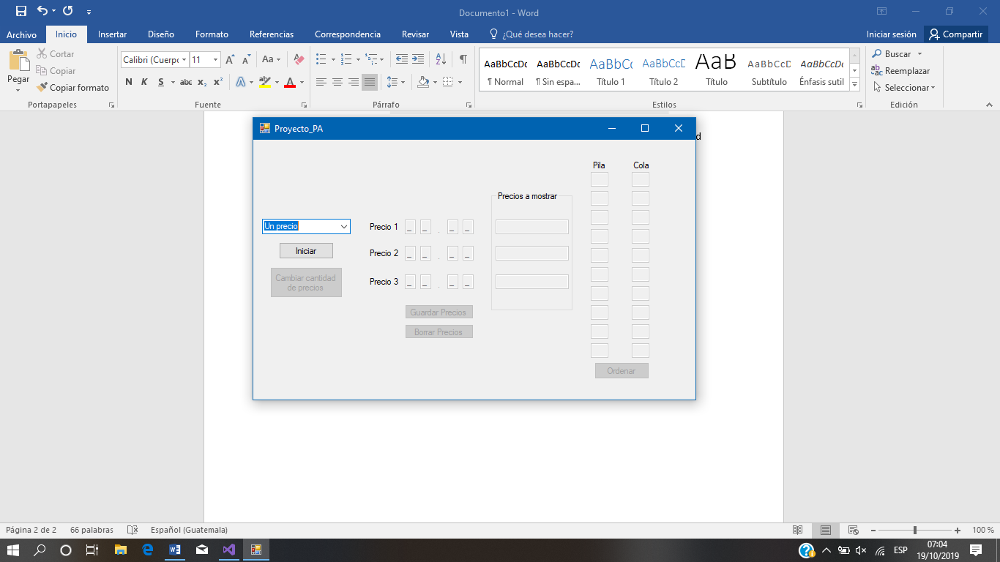 Documento1 - Word
Archivo Inicio Insertar Diseño Formato Referencias Correspondencia Revisar Vista ¿Qué desea hacer? Iniciar sesión Compartir
Pegar
Cortar
Copiar
Copiar formato
Portapapeles
Calibri (Cuerpo 11
N K S abc x₂ x²
Fuente
Párrafo
AaBbCcDc AaBbCcDc AaBbCc AaBbCcD AaB AaBbCcD AaBbCcDc
¶ Normal ¶ Sin espa... Título 1 Título 2 Título Subtítulo Énfasis sutil
Estilos
Buscar
Reemplazar
Seleccionar
Edición
d
Proyecto_PA
Pila Cola
Precios a mostrar
Un precio
Iniciar
Cambiar cantidad
de precios
Precio 1 _ _ . _ _
Precio 2 _ _ . _ _
Precio 3 _ _ . _ _
Guardar Precios
Borrar Precios
Ordenar
Página 2 de 2 66 palabras Español (Guatemala) 100 %
ESP
07:04
19/10/2019